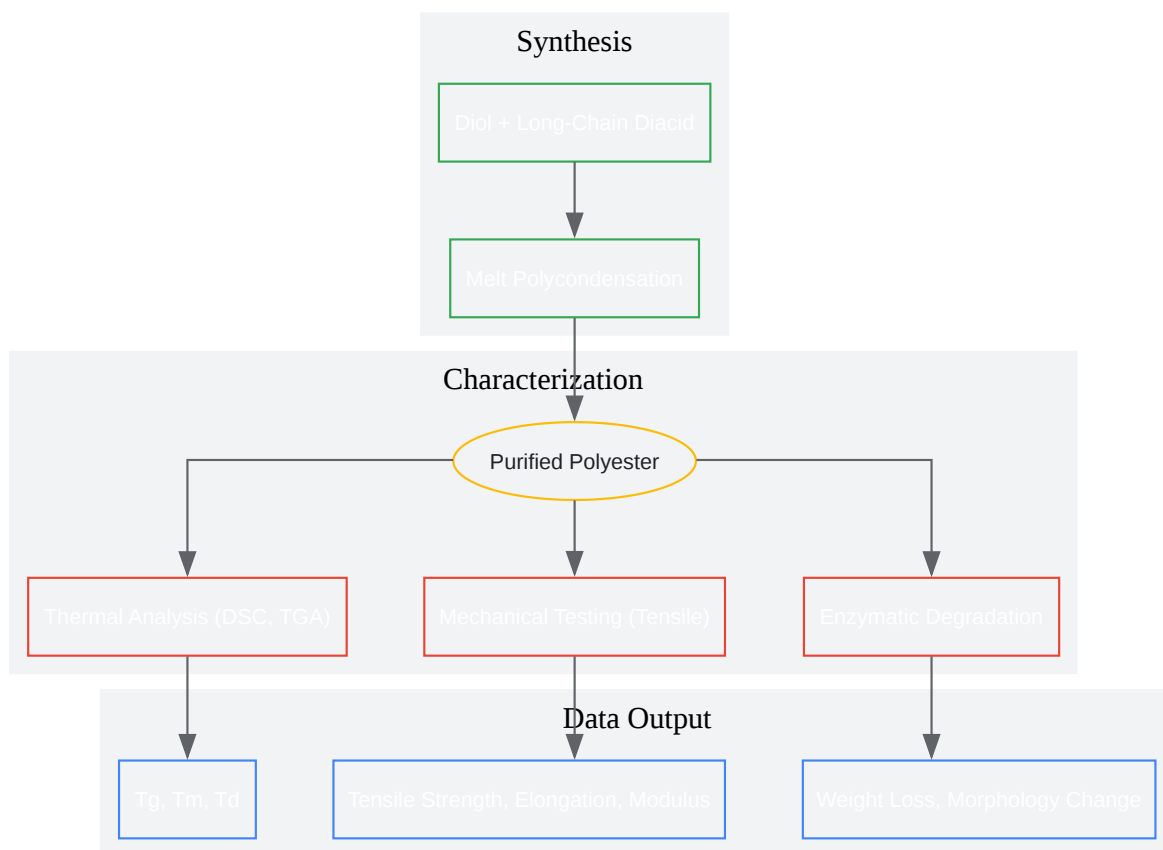 Synthesis
Diol + Long-Chain Diacid
Melt Polycondensation
Characterization
Purified Polyester
Thermal Analysis (DSC, TGA)
Mechanical Testing (Tensile)
Enzymatic Degradation
Data Output
Tg, Tm, Td
Tensile Strength, Elongation, Modulus
Weight Loss, Morphology Change